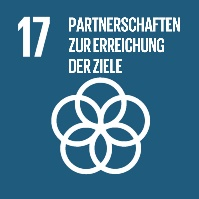 17 PARTNERSCHAFTEN
ZUR ERREICHUNG
DER ZIELE